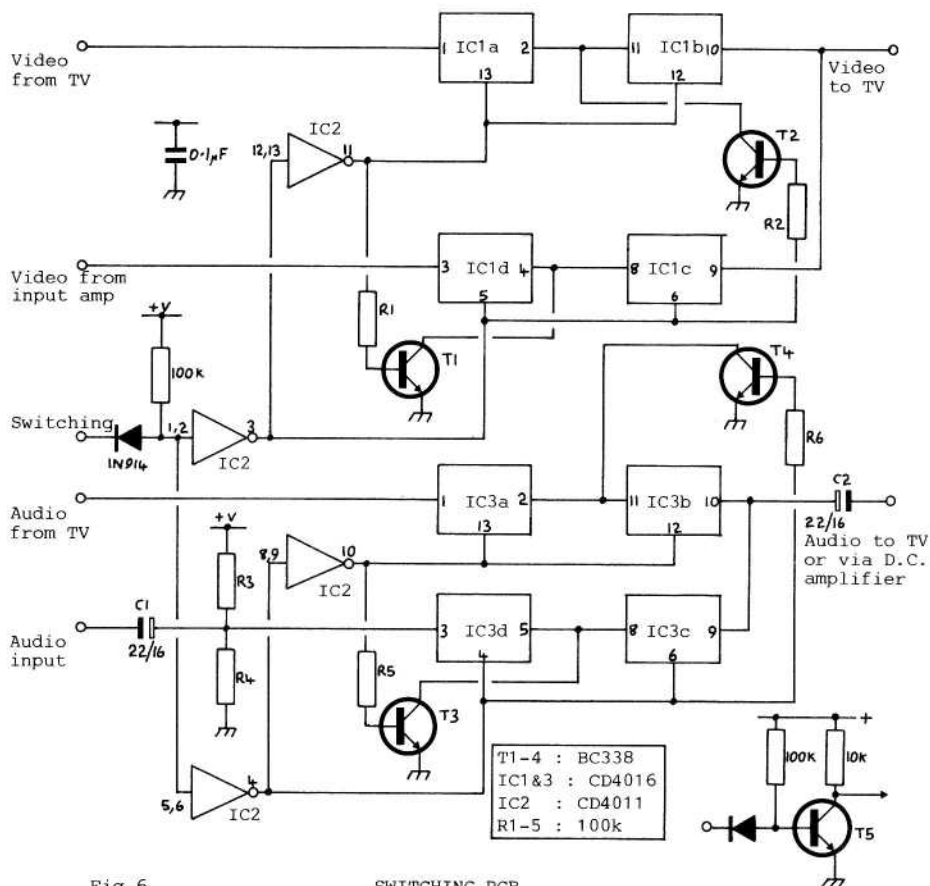 Video from TV
1 IC1a 2
13
11 IC1b 10
12
Video to TV
0·1µF
IC2
12,13
11
T2
R2
Video from input amp
3 IC1d 4
5
8 IC1c 9
6
R1
T1
+V
100k
Switching
1N914
1,2
3
IC2
T4
R6
Audio from TV
1 IC3a 2
13
11 IC3b 10
12
C2
22/16
Audio to TV
or via D.C.
amplifier
+V
R3
8,9
10
IC2
C1
22/16
Audio input
R4
3 IC3d 5
4
8 IC3c 9
6
R5
T3
5,6
4
IC2
T1-4 : BC338
IC1&3 : CD4016
IC2 : CD4011
R1-5 : 100k
+
100k
10k
T5
Fig 6
SWITCHING PCB